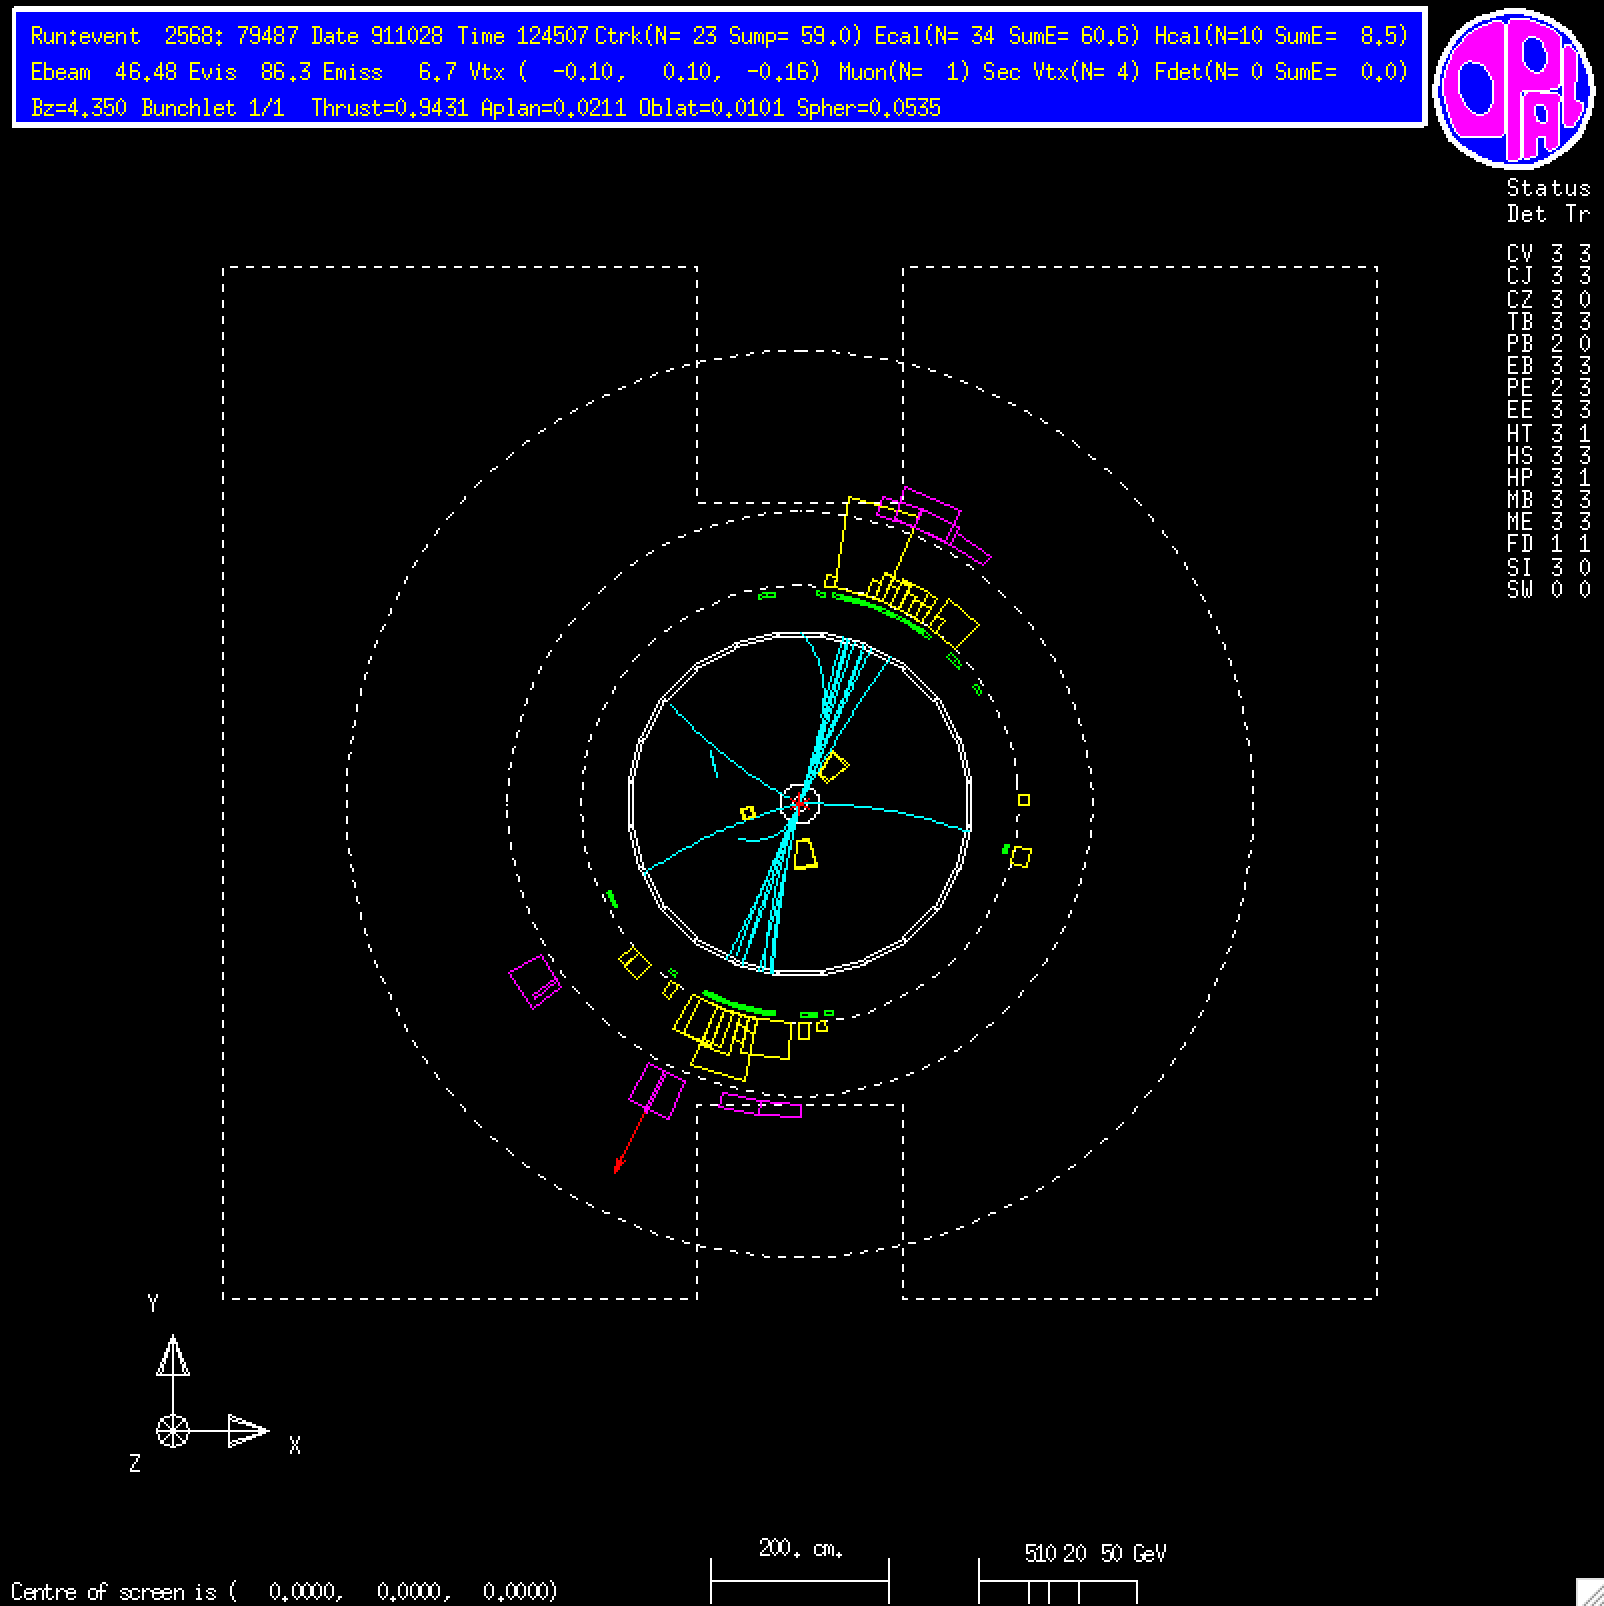 Run:event 2568: 79487 Date 911028 Time 124507 Ctrk(N= 23 Sump= 59.0) Ecal(N= 34 SumE= 60.6) Hcal(N=10 SumE= 8.5)
Ebeam 46.48 Evis 86.3 Emiss 6.7 Vtx ( -0.10, 0.10, -0.16) Muon(N= 1) Sec Vtx(N= 4) Fdet(N= 0 SumE= 0.0)
Bz=4.350 Bunchlet 1/1 Thrust=0.9431 Aplan=0.0211 Oblat=0.0101 Spher=0.0535
OPAL
Status
Det Tr
CV 3 3
CJ 3 3
CZ 3 0
TB 3 3
PB 2 0
EB 3 3
PE 2 3
EE 3 3
HT 3 1
HS 3 3
HP 3 1
MB 3 3
ME 3 3
FD 1 1
SI 3 0
SW 0 0
Y
X
Z
200. cm.
5 10 20 50 GeV
Centre of screen is ( 0.0000, 0.0000, 0.0000)